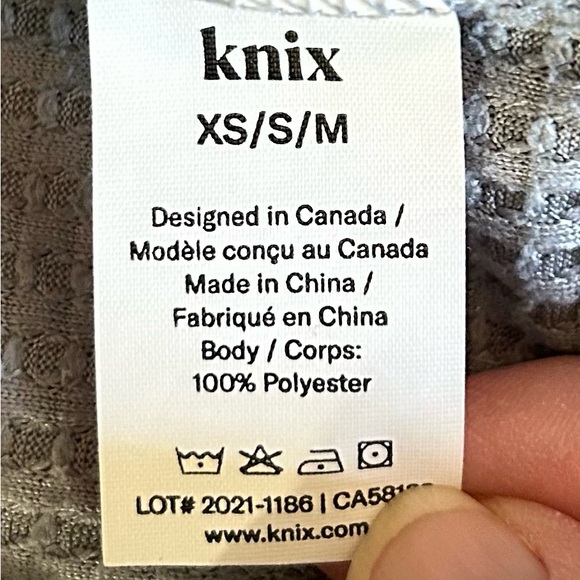 knix
XS/S/M
Designed in Canada /
Modèle conçu au Canada
Made in China /
Fabriqué en China
Body / Corps:
100% Polyester
LOT# 2021-1186 | CA581
www.knix.com